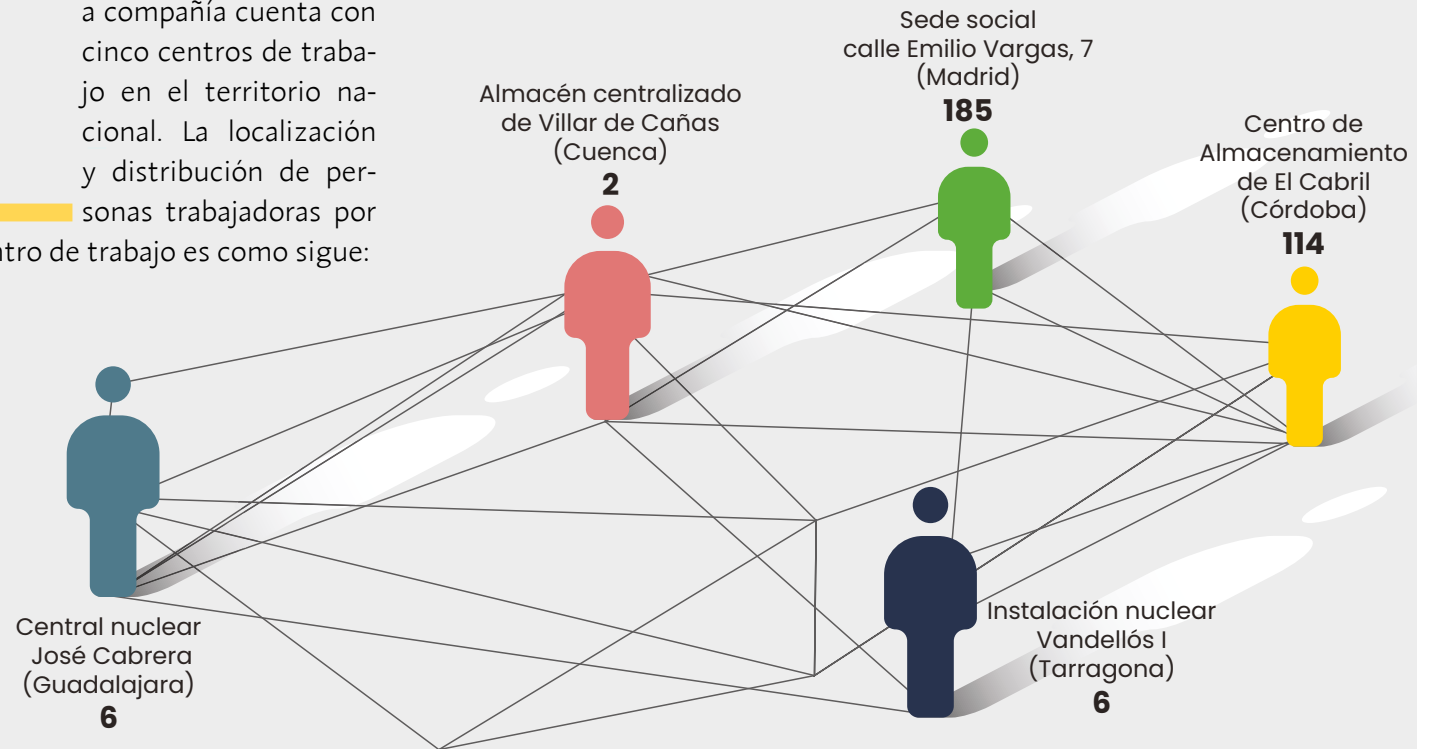 a compañía cuenta con
cinco centros de traba-
jo en el territorio na-
cional. La localización
y distribución de per-
sonas trabajadoras por
ntro de trabajo es como sigue:
Almacén centralizado
de Villar de Cañas
(Cuenca)
2
Sede social
calle Emilio Vargas, 7
(Madrid)
185
Centro de
Almacenamiento
de El Cabril
(Córdoba)
114
Central nuclear
José Cabrera
(Guadalajara)
6
Instalación nuclear
Vandellós I
(Tarragona)
6